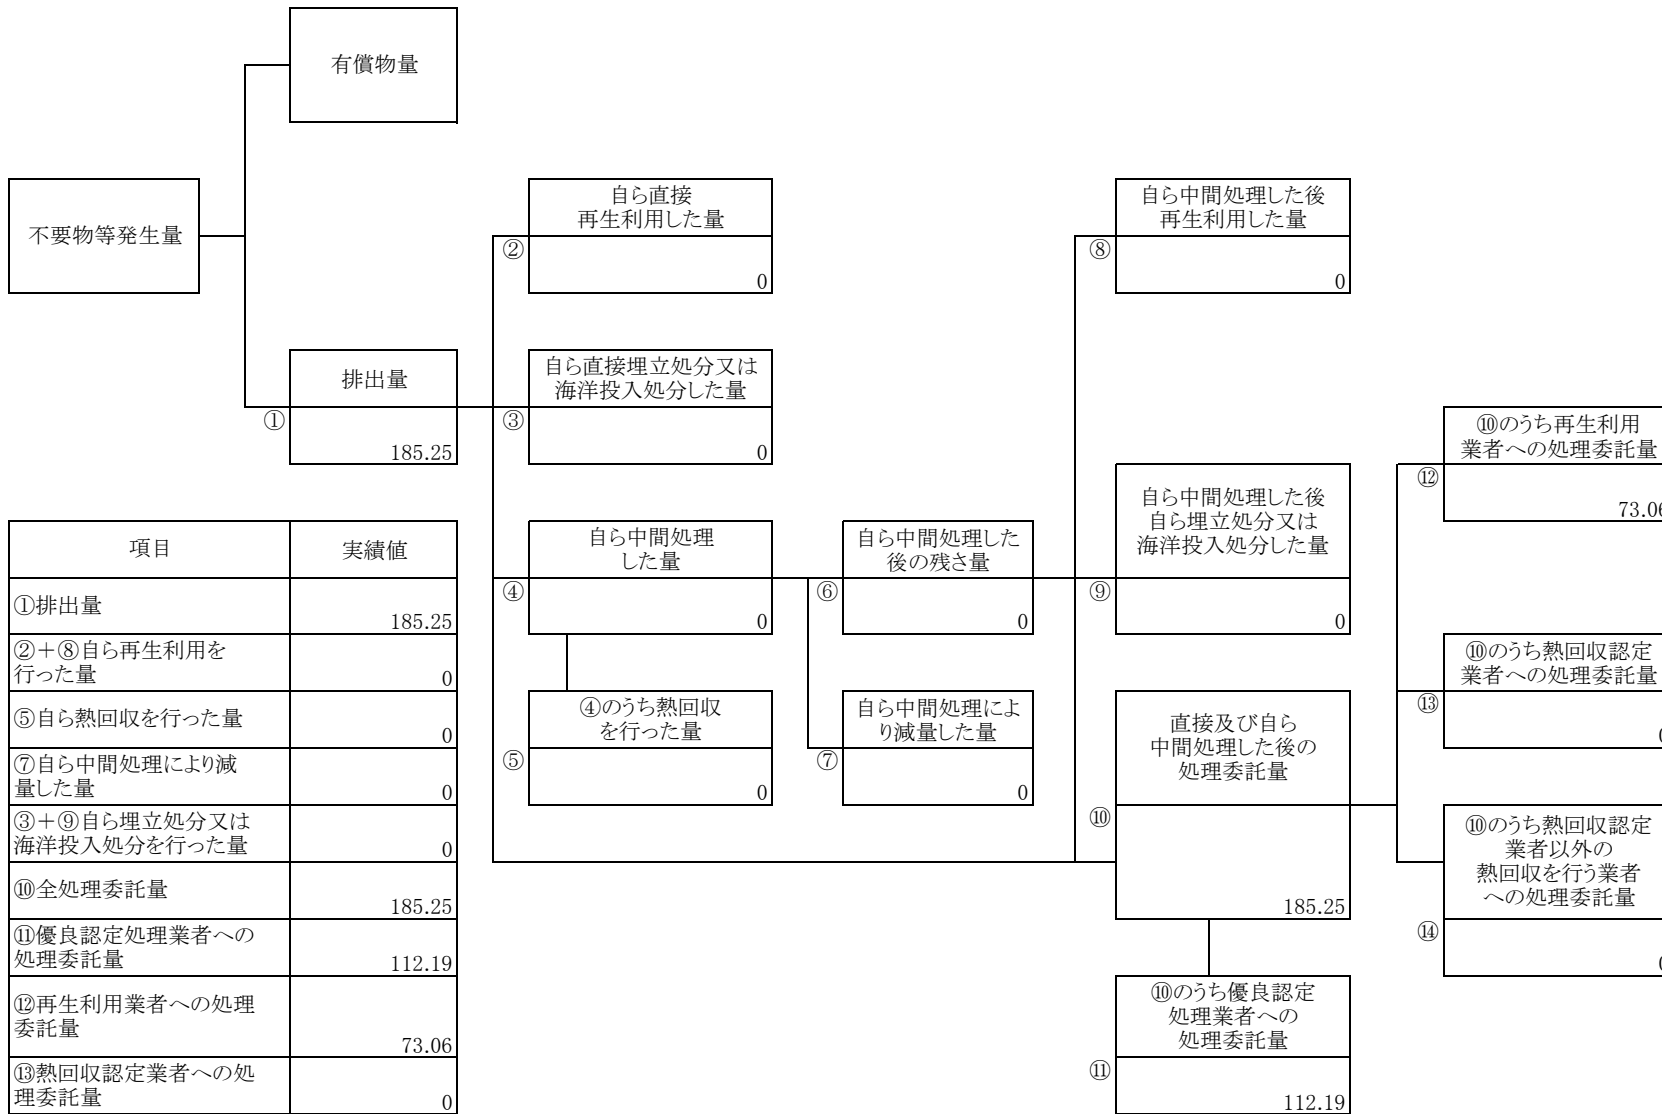 有償物量
不要物等発生量
自ら直接
再生利用した量
②
0
自ら中間処理した後
再生利用した量
⑧
0
排出量
①
185.25
自ら直接埋立処分又は
海洋投入処分した量
③
0
⑩のうち再生利用
業者への処理委託量
⑫
73.06
自ら中間処理
した量
④
0
自ら中間処理した
後の残さ量
⑥
0
自ら中間処理した後
自ら埋立処分又は
海洋投入処分した量
⑨
0
⑩のうち熱回収認定
業者への処理委託量
⑬
0
④のうち熱回収
を行った量
⑤
0
自ら中間処理によ
り減量した量
⑦
0
直接及び自ら
中間処理した後の
処理委託量
⑩
185.25
⑩のうち熱回収認定
業者以外の
熱回収を行う業者
への処理委託量
⑭
0
⑩のうち優良認定
処理業者への
処理委託量
⑪
112.19
項目 実績値
①排出量
185.25
②+⑧自ら再生利用を
行った量
0
⑤自ら熱回収を行った量
0
⑦自ら中間処理により減
量した量
0
③+⑨自ら埋立処分又は
海洋投入処分を行った量
0
⑩全処理委託量
185.25
⑪優良認定処理業者への
処理委託量
112.19
⑫再生利用業者への処理
委託量
73.06
⑬熱回収認定業者への処
理委託量
0